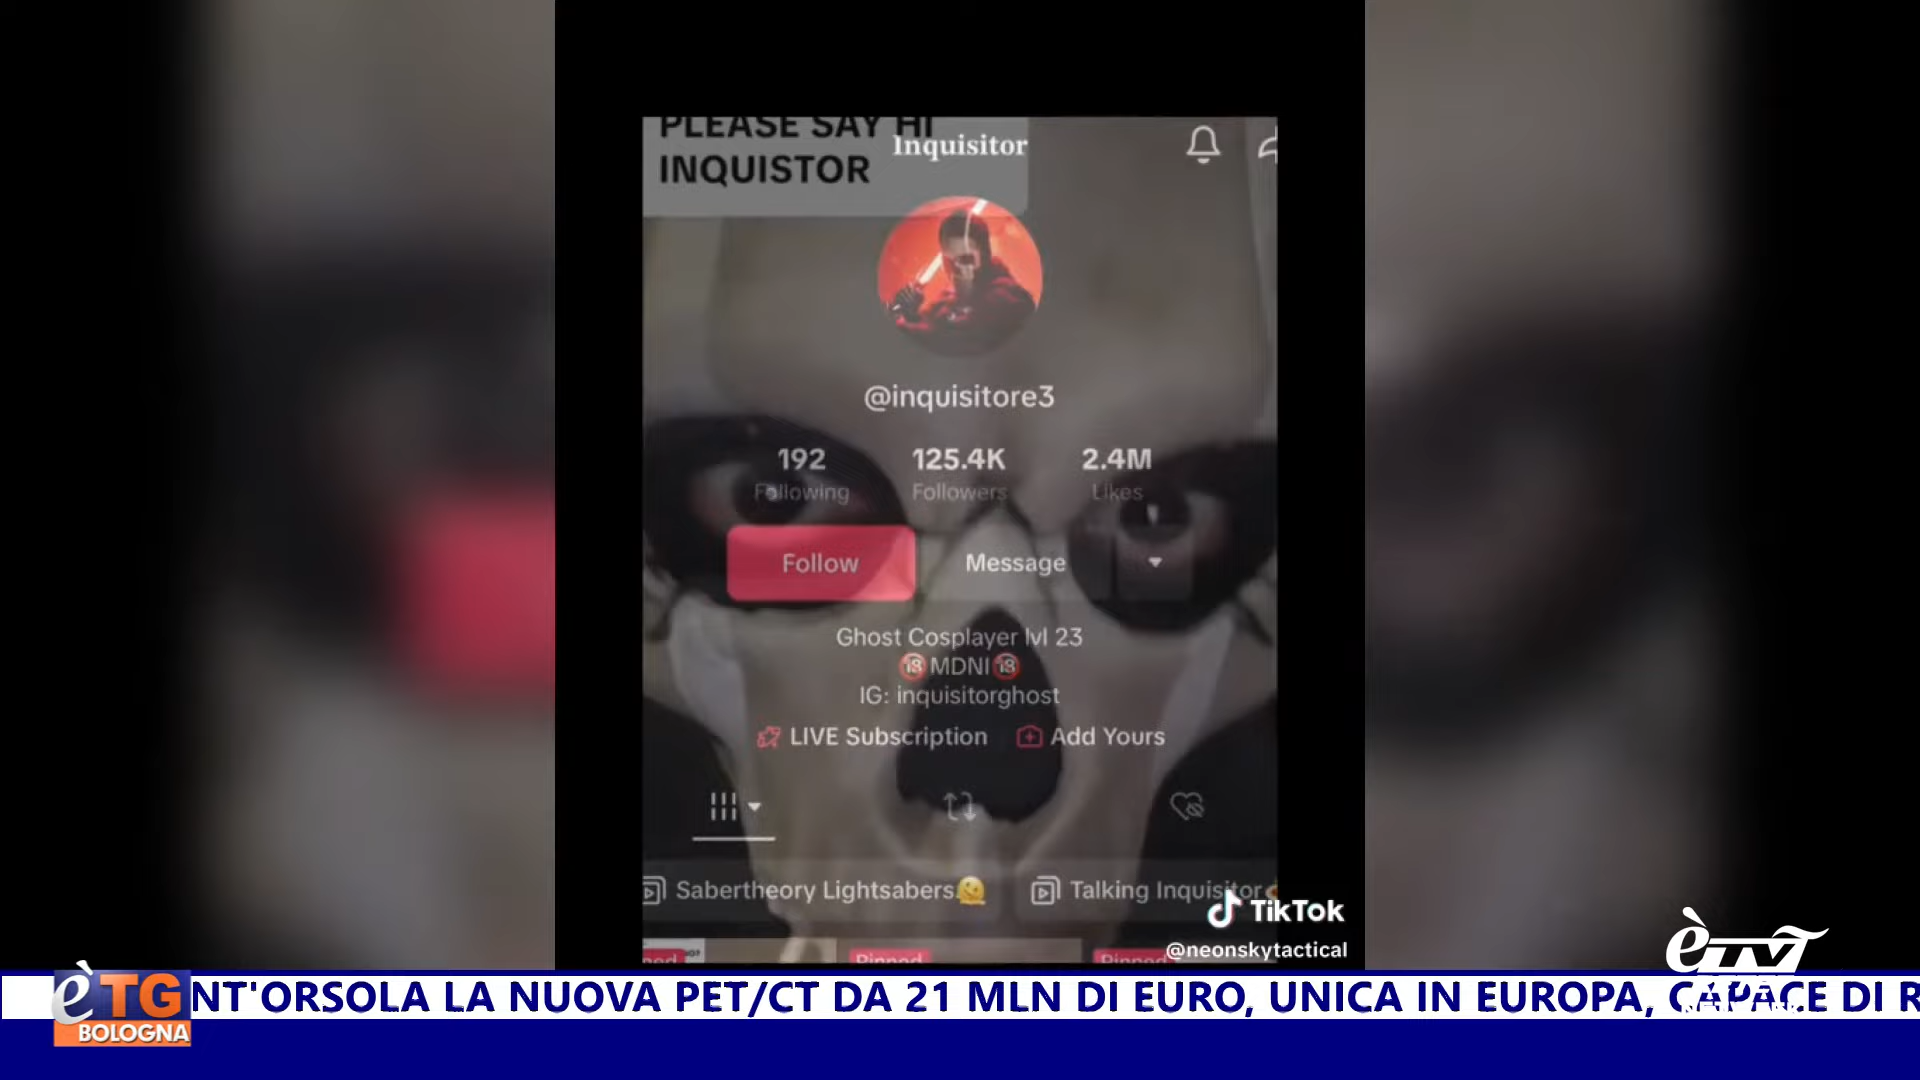 PLEASE SAY HI
INQUISTOR
Inquisitor
@inquisitore3
192
125.4K
2.4M
Following
Followers
Likes
Follow
Message
Ghost Cosplayer lvl 23
🔞MDNI🔞
IG: inquisitorghost
LIVE Subscription
Add Yours
Sabertheory Lightsabers
Talking Inquisitor
Pinned
Pinned
TikTok
@neonskytactical
èTV
èTG
BOLOGNA
NT'ORSOLA LA NUOVA PET/CT DA 21 MLN DI EURO, UNICA IN EUROPA, CAPACE DI R